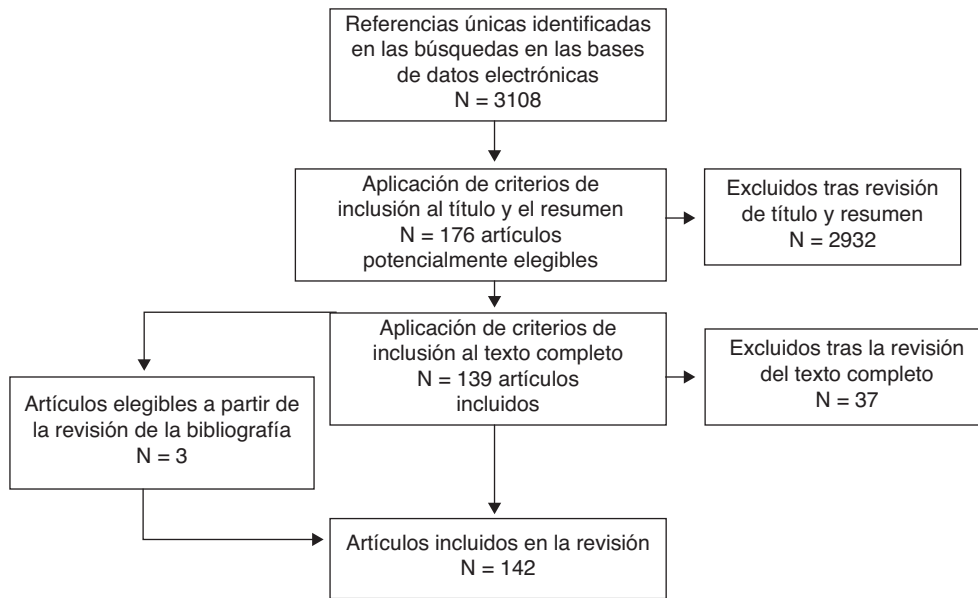 Referencias únicas identificadas
en las búsquedas en las bases
de datos electrónicas
N = 3108
Aplicación de criterios de
inclusión al título y el resumen
N = 176 artículos
potencialmente elegibles
Excluidos tras revisión
de título y resumen
N = 2932
Aplicación de criterios de
inclusión al texto completo
N = 139 artículos
incluidos
Excluidos tras la revisión
del texto completo
N = 37
Artículos elegibles a partir de
la revisión de la bibliografía
N = 3
Artículos incluidos en la revisión
N = 142